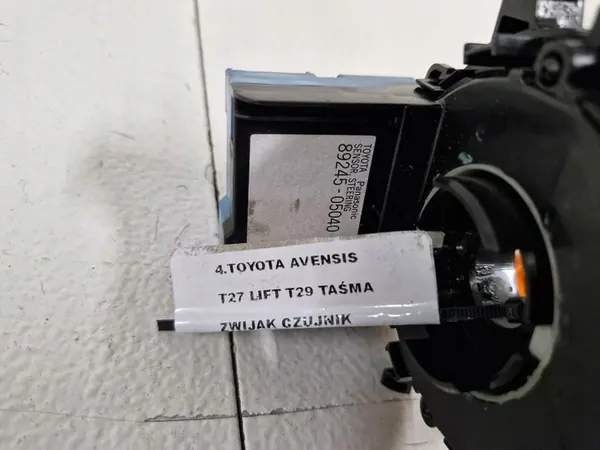 TOYOTA Panasonic
SENSOR, STEERING
89245-05040
4.TOYOTA AVENSIS
T27 LIFT T29 TAŚMA
ZWIJAK CZUJNIK